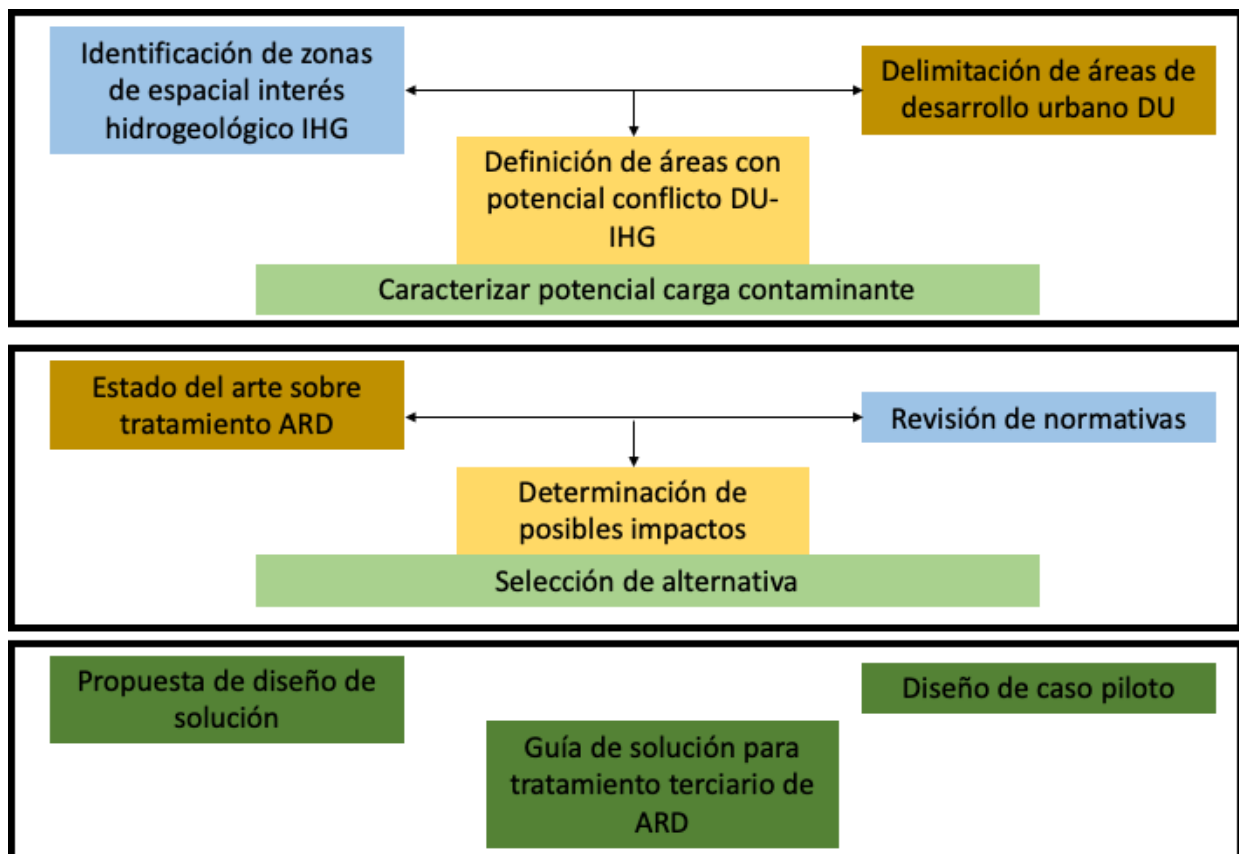 Identificación de zonas
de espacial interés
hidrogeológico IHG
Delimitación de áreas de
desarrollo urbano DU
Definición de áreas con
potencial conflicto DU-
IHG
Caracterizar potencial carga contaminante
Estado del arte sobre
tratamiento ARD
Revisión de normativas
Determinación de
posibles impactos
Selección de alternativa
Propuesta de diseño de
solución
Diseño de caso piloto
Guía de solución para
tratamiento terciario de
ARD